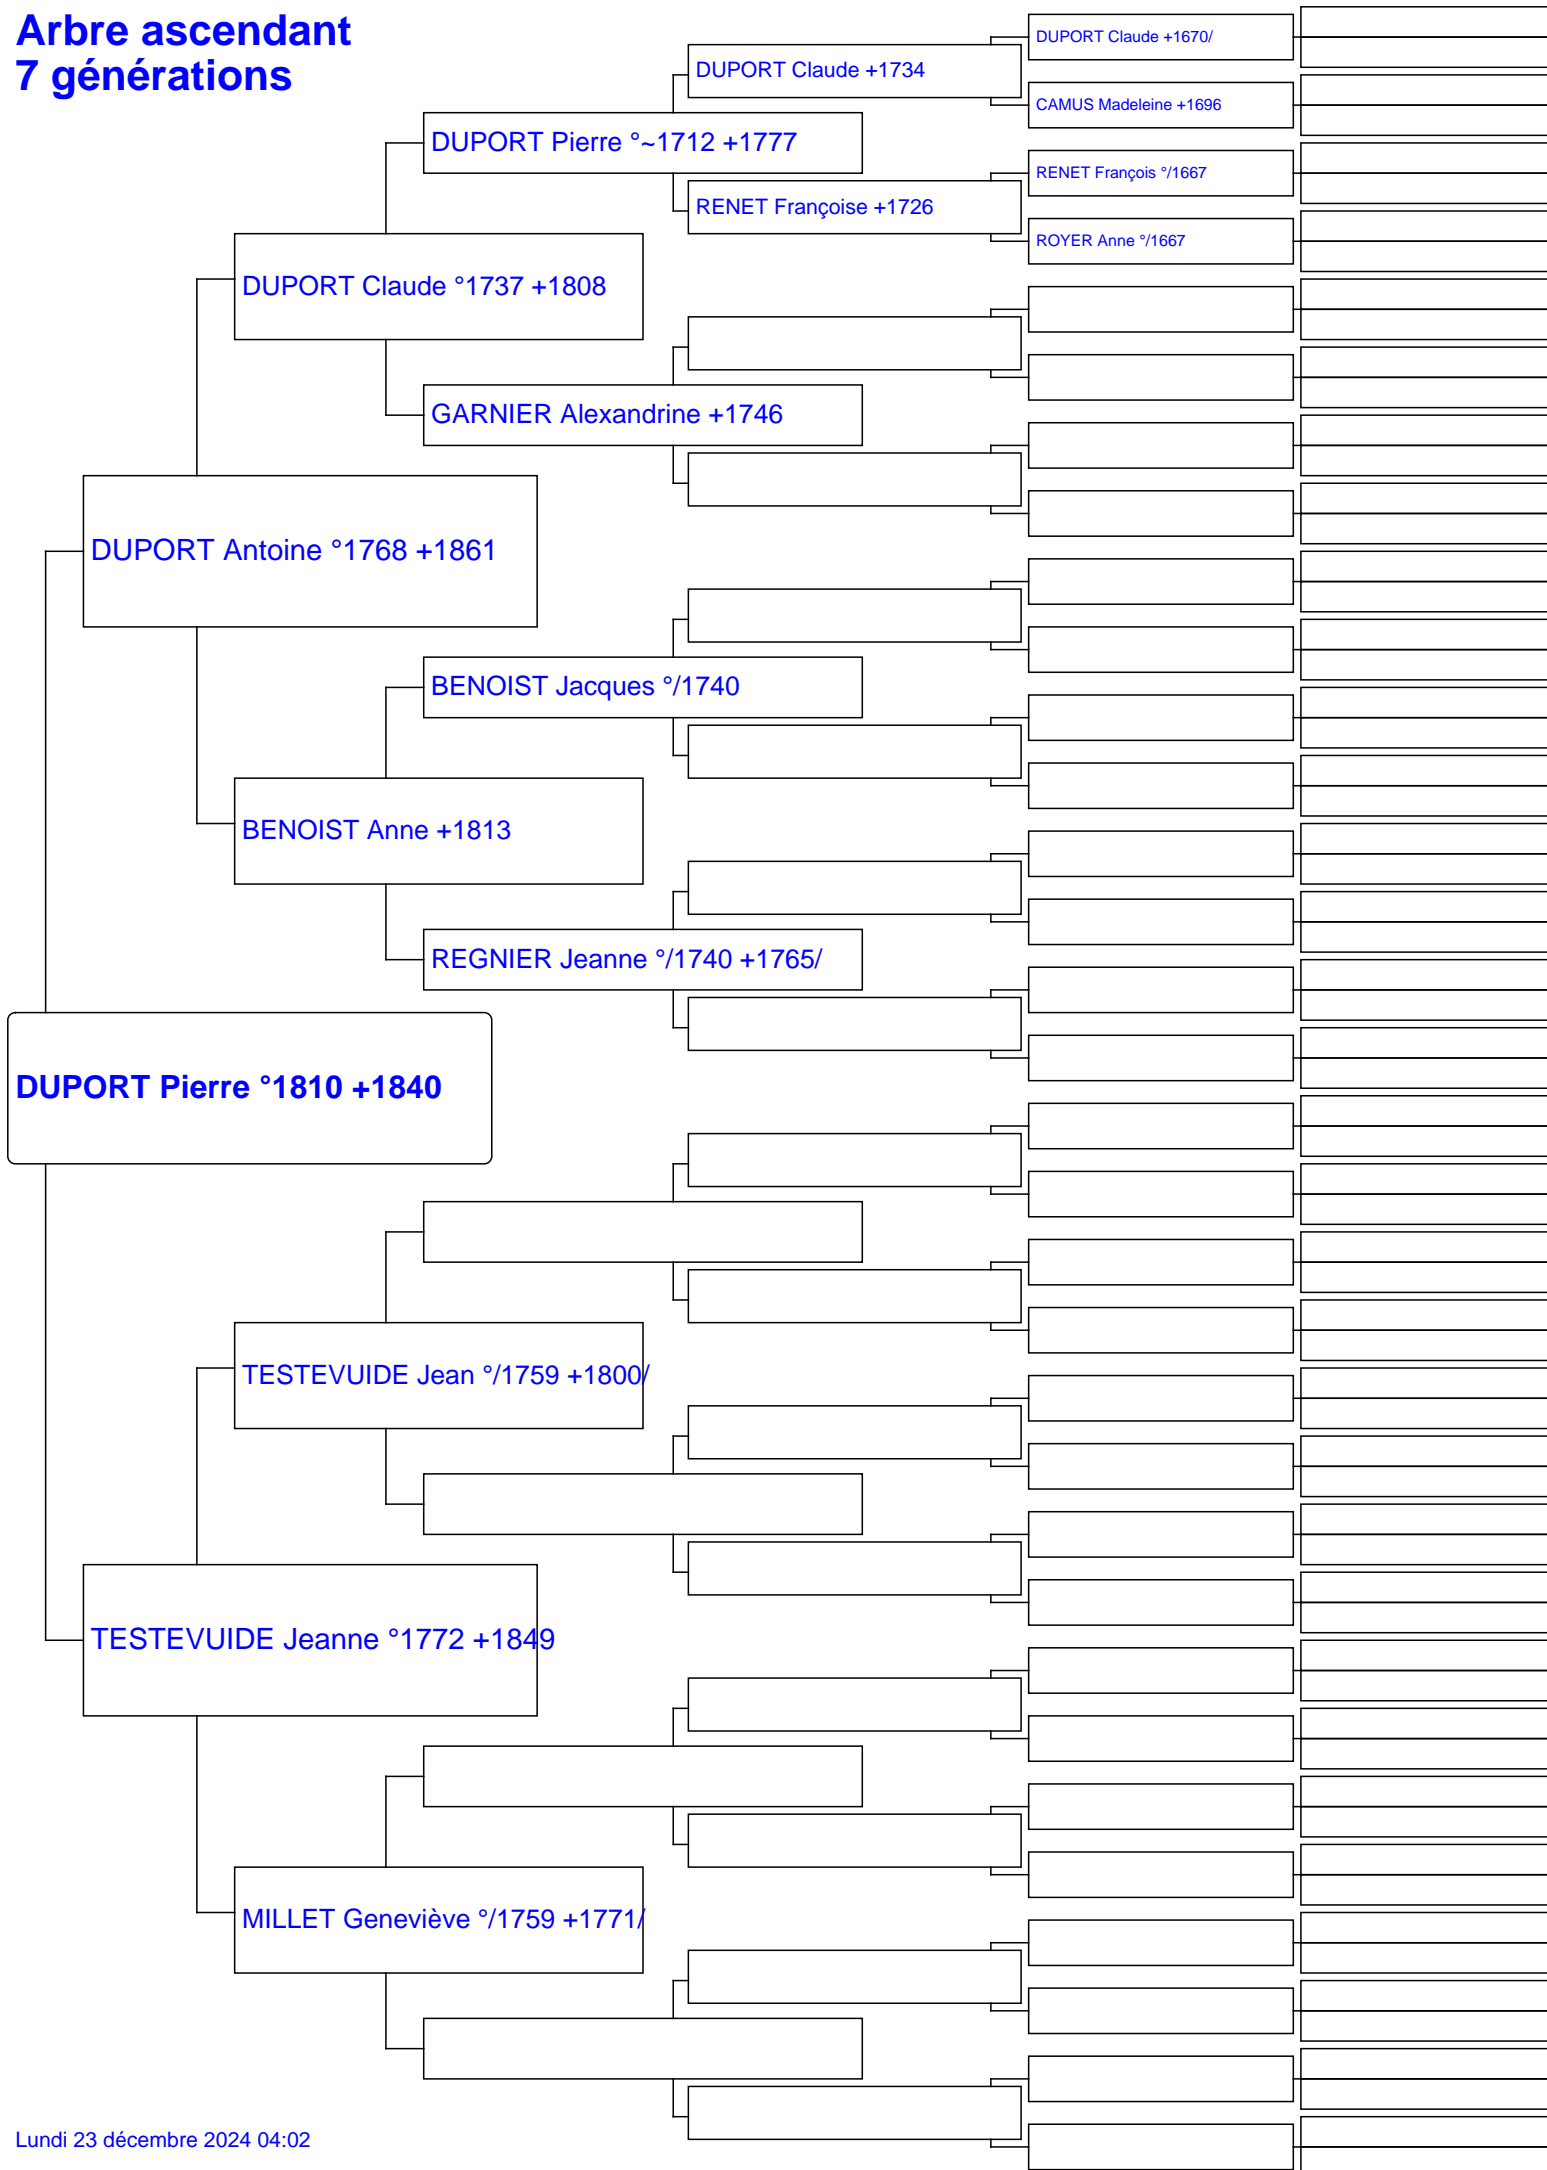 Arbre ascendant
7 générations
DUPORT Claude +1670/
DUPORT Claude +1734
CAMUS Madeleine +1696
DUPORT Pierre °~1712 +1777
RENET François °/1667
RENET Françoise +1726
ROYER Anne °/1667
DUPORT Claude °1737 +1808
GARNIER Alexandrine +1746
DUPORT Antoine °1768 +1861
BENOIST Jacques °/1740
BENOIST Anne +1813
REGNIER Jeanne °/1740 +1765/
DUPORT Pierre °1810 +1840
TESTEVUIDE Jean °/1759 +1800/
TESTEVUIDE Jeanne °1772 +1849
MILLET Geneviève °/1759 +1771/
Lundi 23 décembre 2024 04:02